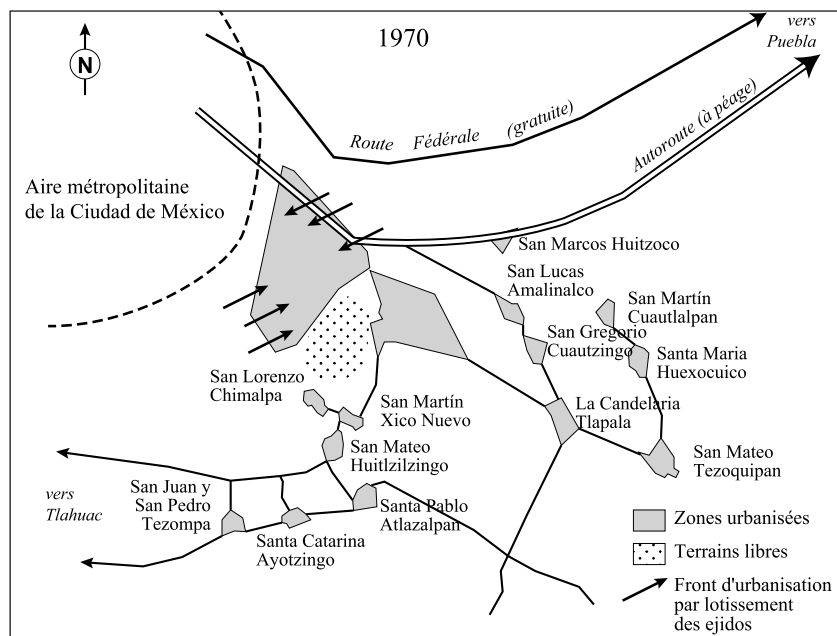 1970
vers
Puebla
N
Route Fédérale (gratuite)
Autoroute (à péage)
Aire métropolitaine
de la Ciudad de México
San Marcos Huitzoco
San Lucas
Amalinalco
San Martín
Cuautlalpan
San Gregorio
Cuautzingo
Santa Maria
Huexocuico
San Lorenzo
Chimalpa
San Martín
Xico Nuevo
La Candelaria
Tlapala
San Mateo
Huitlzilzingo
San Mateo
Tezoquipan
vers
Tlahuac
San Juan y
San Pedro
Tezompa
Santa Pablo
Atlazalpan
Santa Catarina
Ayotzingo
Zones urbanisées
Terrains libres
Front d'urbanisation
par lotissement
des ejidos